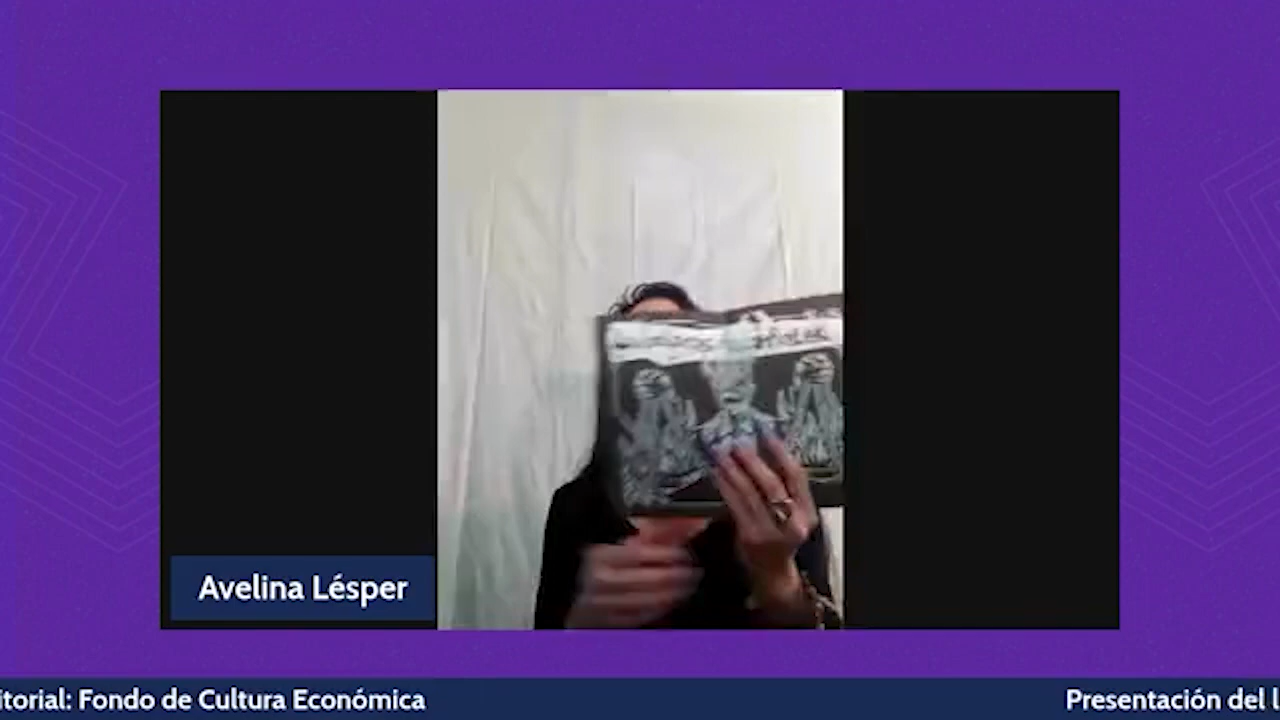 Avelina Lésper
itorial: Fondo de Cultura Económica
Presentación del l